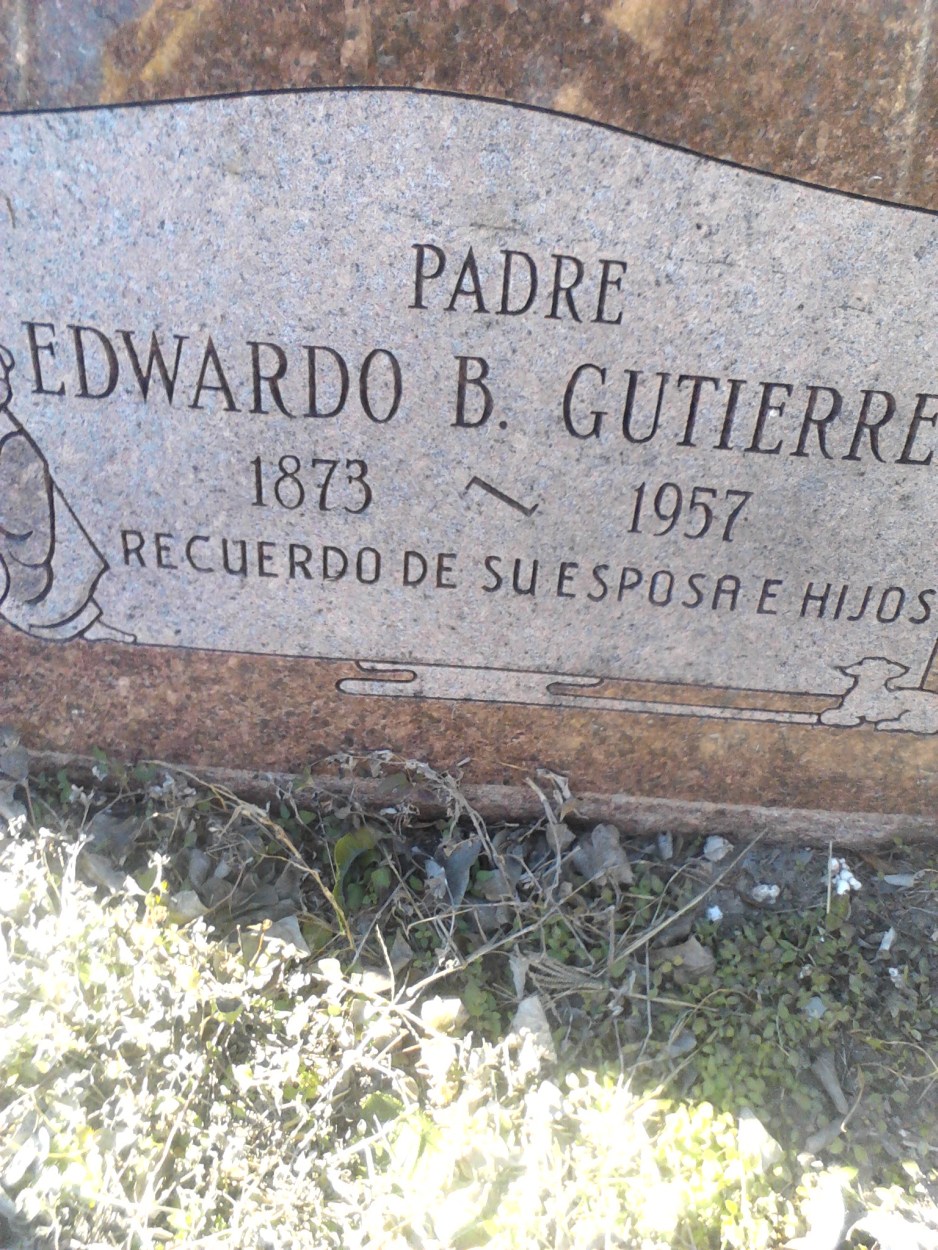 PADRE
EDWARDO B. GUTIERRE
1873 ~ 1957
RECUERDO DE SU ESPOSA E HIJOS